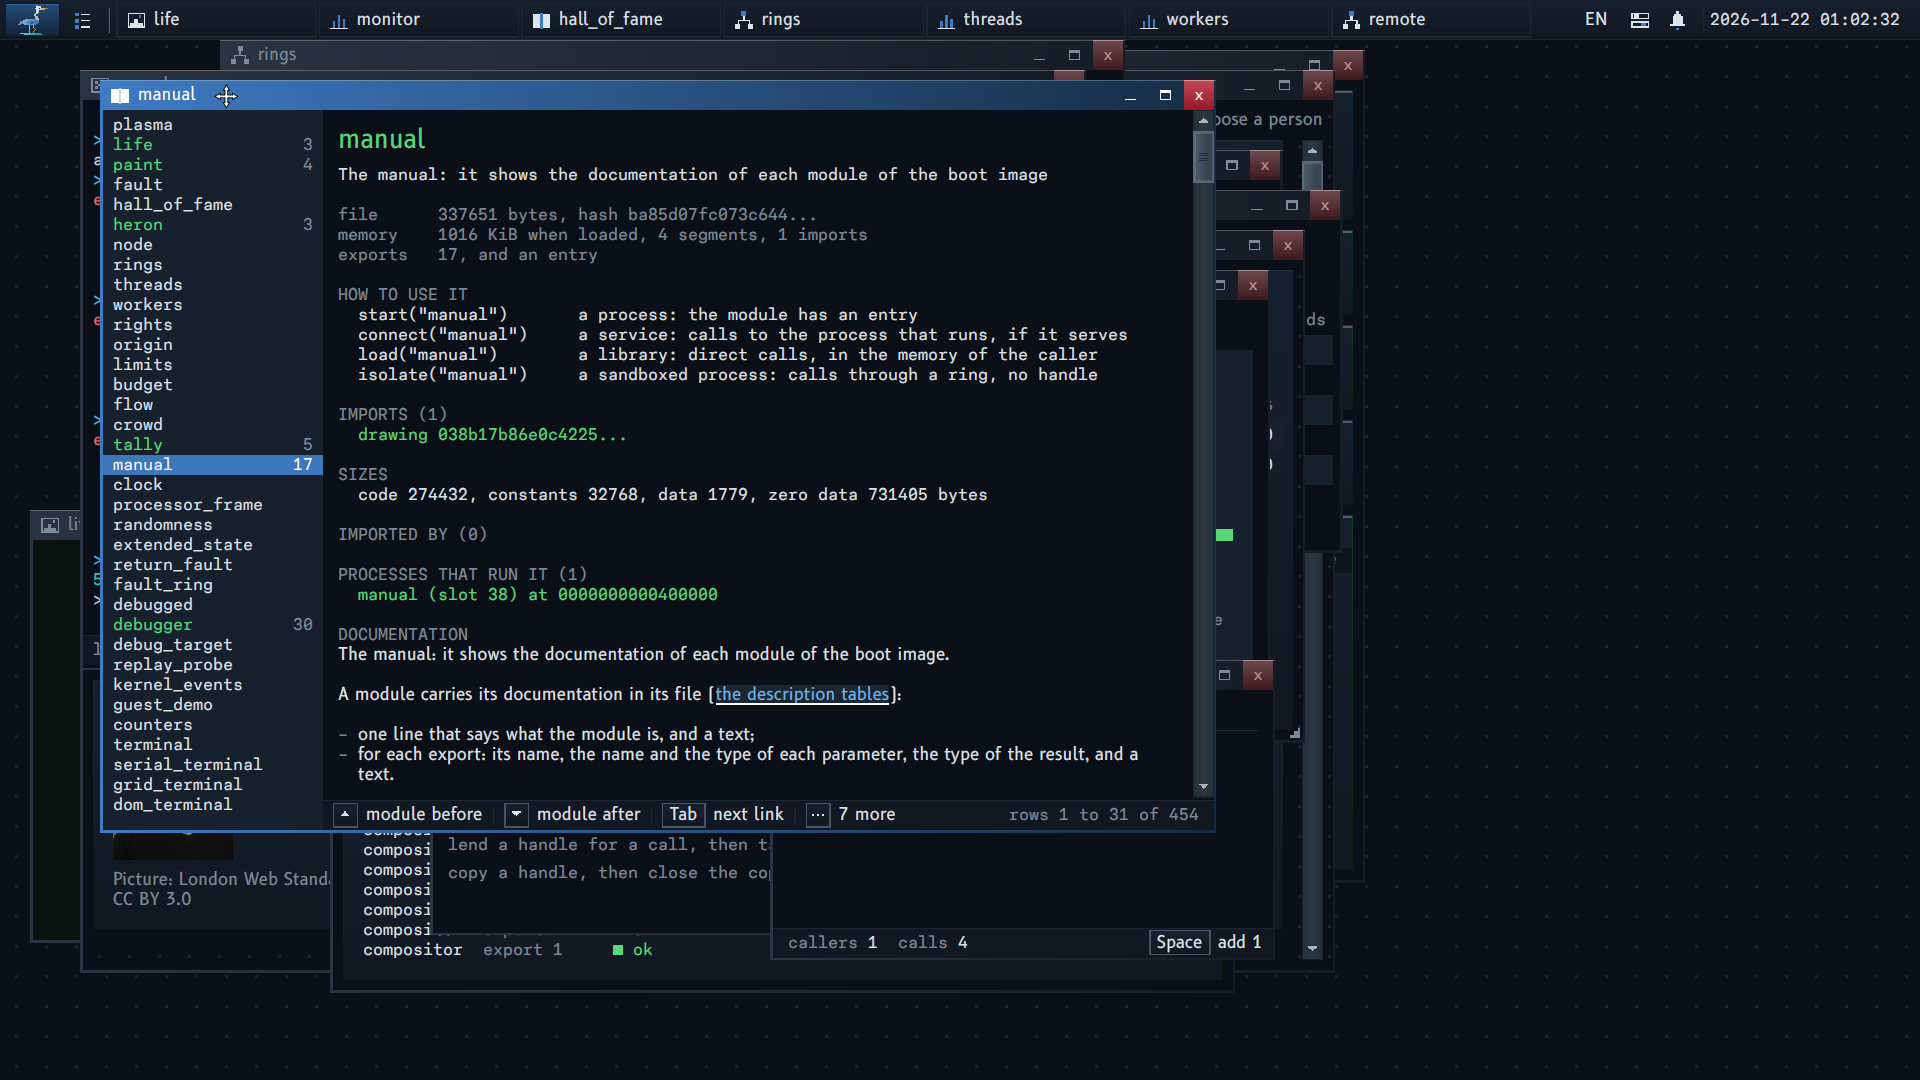 life
monitor
hall_of_fame
rings
threads
workers
remote
EN
2026-11-22 01:02:32
rings
manual
plasma
life 3
paint 4
fault
hall_of_fame
heron 3
node
rings
threads
workers
rights
origin
limits
budget
flow
crowd
tally 5
manual 17
clock
processor_frame
randomness
extended_state
return_fault
fault_ring
debugged
debugger 30
debug_target
replay_probe
kernel_events
guest_demo
counters
terminal
serial_terminal
grid_terminal
dom_terminal
manual
The manual: it shows the documentation of each module of the boot image
file 337651 bytes, hash ba85d07fc073c644...
memory 1016 KiB when loaded, 4 segments, 1 imports
exports 17, and an entry
HOW TO USE IT
start("manual") a process: the module has an entry
connect("manual") a service: calls to the process that runs, if it serves
load("manual") a library: direct calls, in the memory of the caller
isolate("manual") a sandboxed process: calls through a ring, no handle
IMPORTS (1)
drawing 038b17b86e0c4225...
SIZES
code 274432, constants 32768, data 1779, zero data 731405 bytes
IMPORTED BY (0)
PROCESSES THAT RUN IT (1)
manual (slot 38) at 0000000000400000
DOCUMENTATION
The manual: it shows the documentation of each module of the boot image.
A module carries its documentation in its file [the description tables]:
– one line that says what the module is, and a text;
– for each export: its name, the name and the type of each parameter, the type of the result, and a
text.
module before
module after
Tab next link
... 7 more
rows 1 to 31 of 454
ose a person
ds
li
Picture: London Web Standa
CC BY 3.0
composi
composi
composi
composi
composi
compositor export 1 ok
lend a handle for a call, then t
copy a handle, then close the co
callers 1 calls 4
Space add 1